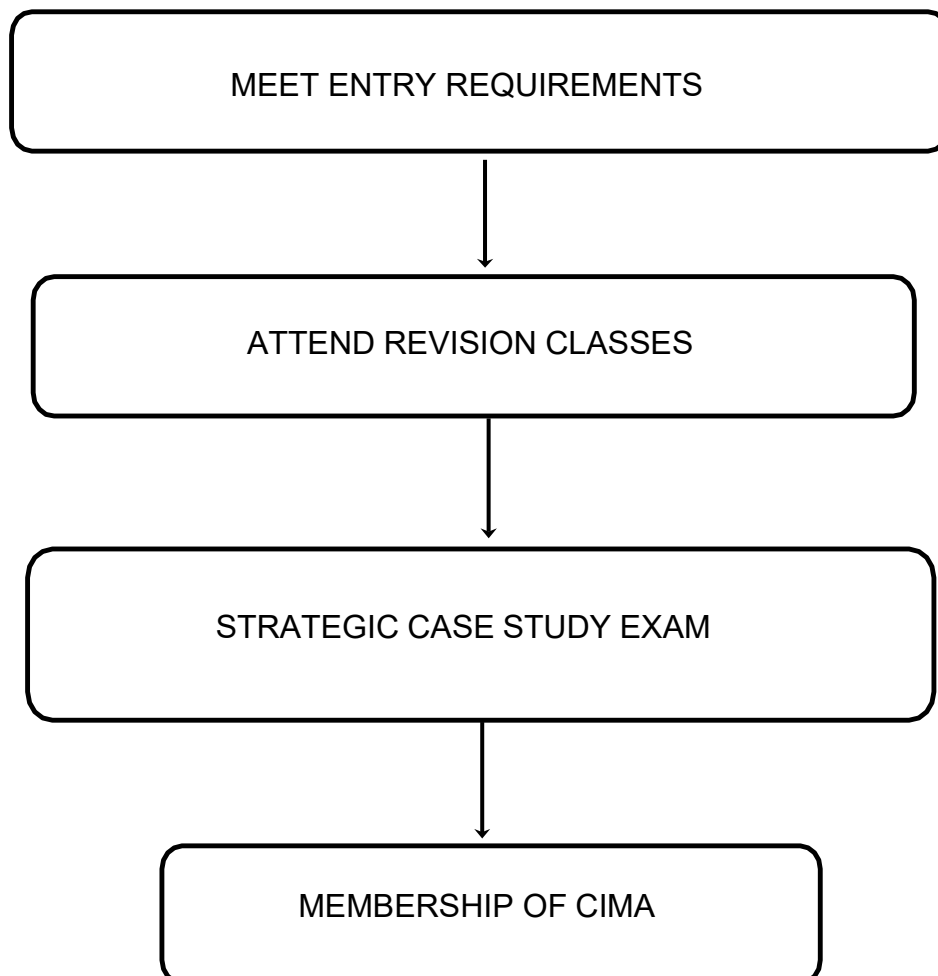 MEET ENTRY REQUIREMENTS
ATTEND REVISION CLASSES
STRATEGIC CASE STUDY EXAM
MEMBERSHIP OF CIMA